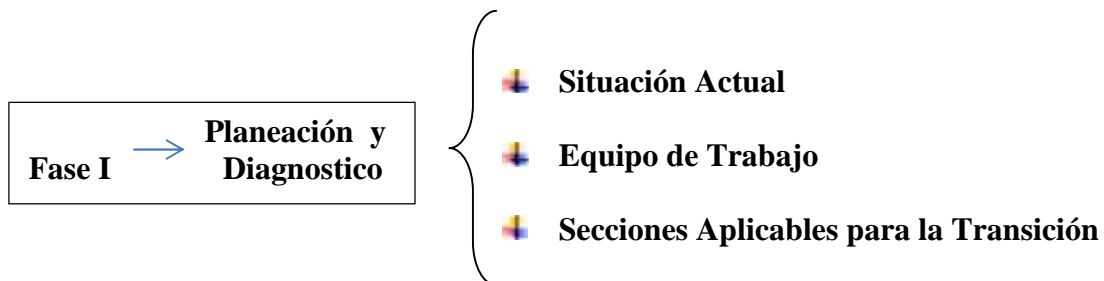 Fase I
Planeación y
Diagnostico
Situación Actual
Equipo de Trabajo
Secciones Aplicables para la Transición